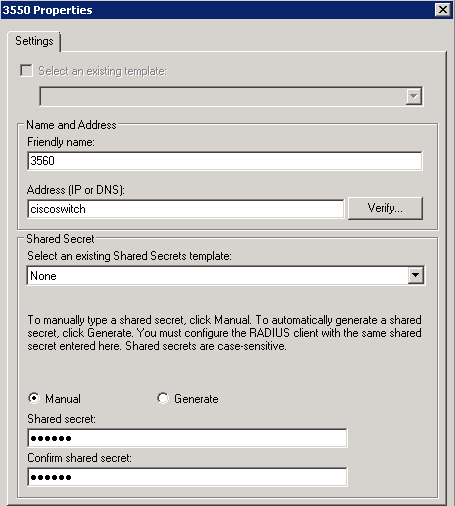 3550 Properties
Settings
Select an existing template:
Name and Address
Friendly name:
3560
Address (IP or DNS):
ciscoswitch
Verify...
Shared Secret
Select an existing Shared Secrets template:
None
To manually type a shared secret, click Manual. To automatically generate a shared
secret, click Generate. You must configure the RADIUS client with the same shared
secret entered here. Shared secrets are case-sensitive.
Manual
Generate
Shared secret:
●●●●●●
Confirm shared secret:
●●●●●●